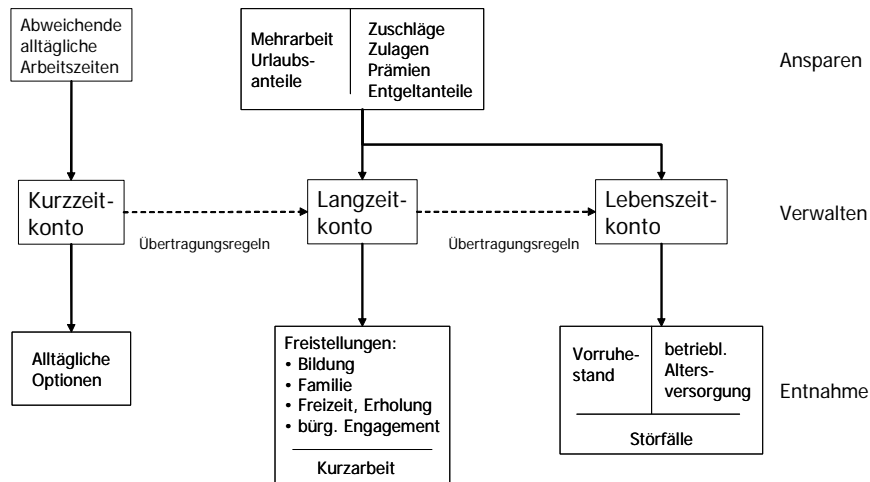 Abweichende
alltägliche
Arbeitszeiten
Mehrarbeit
Urlaubs-
anteile
Zuschläge
Zulagen
Prämien
Entgeltanteile
Ansparen
Kurzzeit-
konto
Übertragungsregeln
Langzeit-
konto
Übertragungsregeln
Lebenszeit-
konto
Verwalten
Alltägliche
Optionen
Freistellungen:
• Bildung
• Familie
• Freizeit, Erholung
• bürg. Engagement
Kurzarbeit
Vorruhe-
stand
betriebl.
Alters-
versorgung
Störfälle
Entnahme